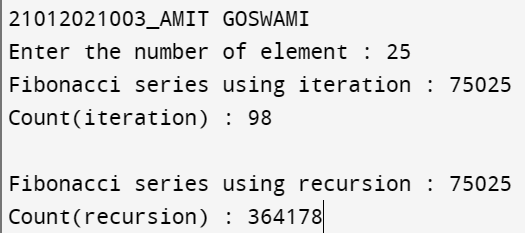 21012021003_AMIT GOSWAMI
Enter the number of element : 25
Fibonacci series using iteration : 75025
Count(iteration) : 98
Fibonacci series using recursion : 75025
Count(recursion) : 364178